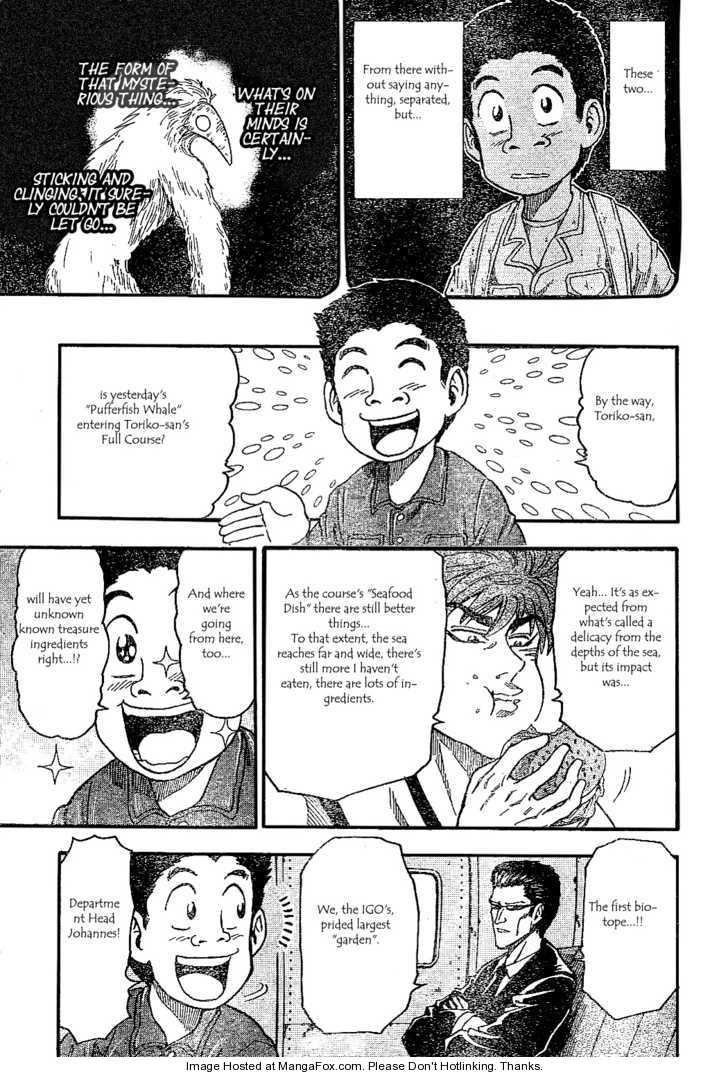 These
two...
From there with-
out saying any-
thing, separated,
but...
WHAT'S ON
THEIR
MINDS IS
CERTAIN-
LY...
THE FORM OF
THAT MYSTE-
RIOUS THING...
STICKING AND
CLINGING, IT SURE-
LY COULDN'T BE
LET GO...
By the way,
Toriko-san,
is yesterday's
"Pufferfish Whale"
entering Toriko-san's
Full Course?
Yeah... It's as ex-
pected from
what's called a
delicacy from the
depths of the sea,
but its impact
was...
As the course's "Seafood
Dish" there are still better
things...
To that extent, the sea
reaches far and wide, there's
still more I haven't
eaten, there are lots of in-
gredients.
And where
we're
going
from here,
too...
will have yet
unknown
known treasure
ingredients
right...!?
The first bio-
tope...!!
We, the IGO's,
prided largest
"garden".
Departme
nt Head
Johannes!
Image Hosted at MangaFox.com. Please Don't Hotlinking. Thanks.